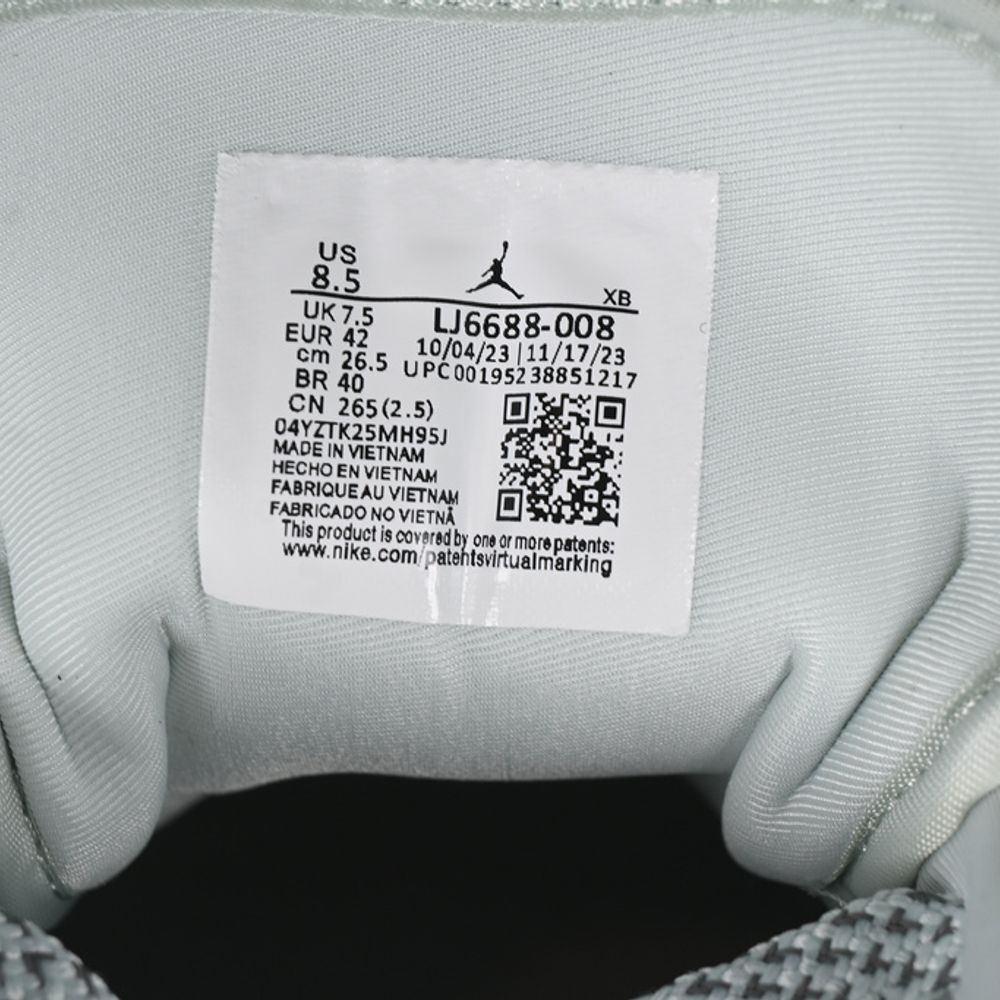 US
8.5
XB
UK 7.5
LJ6688-008
EUR 42
10/04/23 | 11/17/23
cm 26.5
UPC 00195238851217
BR 40
CN 265(2.5)
04YZTK25MH95J
MADE IN VIETNAM
HECHO EN VIETNAM
FABRIQUE AU VIETNAM
FABRICADO NO VIETNÃ
This product is covered by one or more patents:
www.nike.com/patehtsvirtualmarking